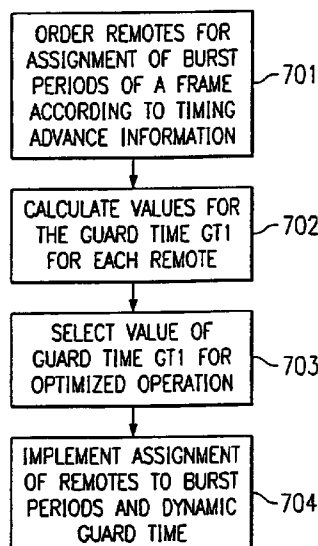 ORDER REMOTES FOR
ASSIGNMENT OF BURST
PERIODS OF A FRAME
ACCORDING TO TIMING
ADVANCE INFORMATION
701
CALCULATE VALUES FOR
THE GUARD TIME GT1
FOR EACH REMOTE
702
SELECT VALUE OF
GUARD TIME GT1 FOR
OPTIMIZED OPERATION
703
IMPLEMENT ASSIGNMENT
OF REMOTES TO BURST
PERIODS AND DYNAMIC
GUARD TIME
704